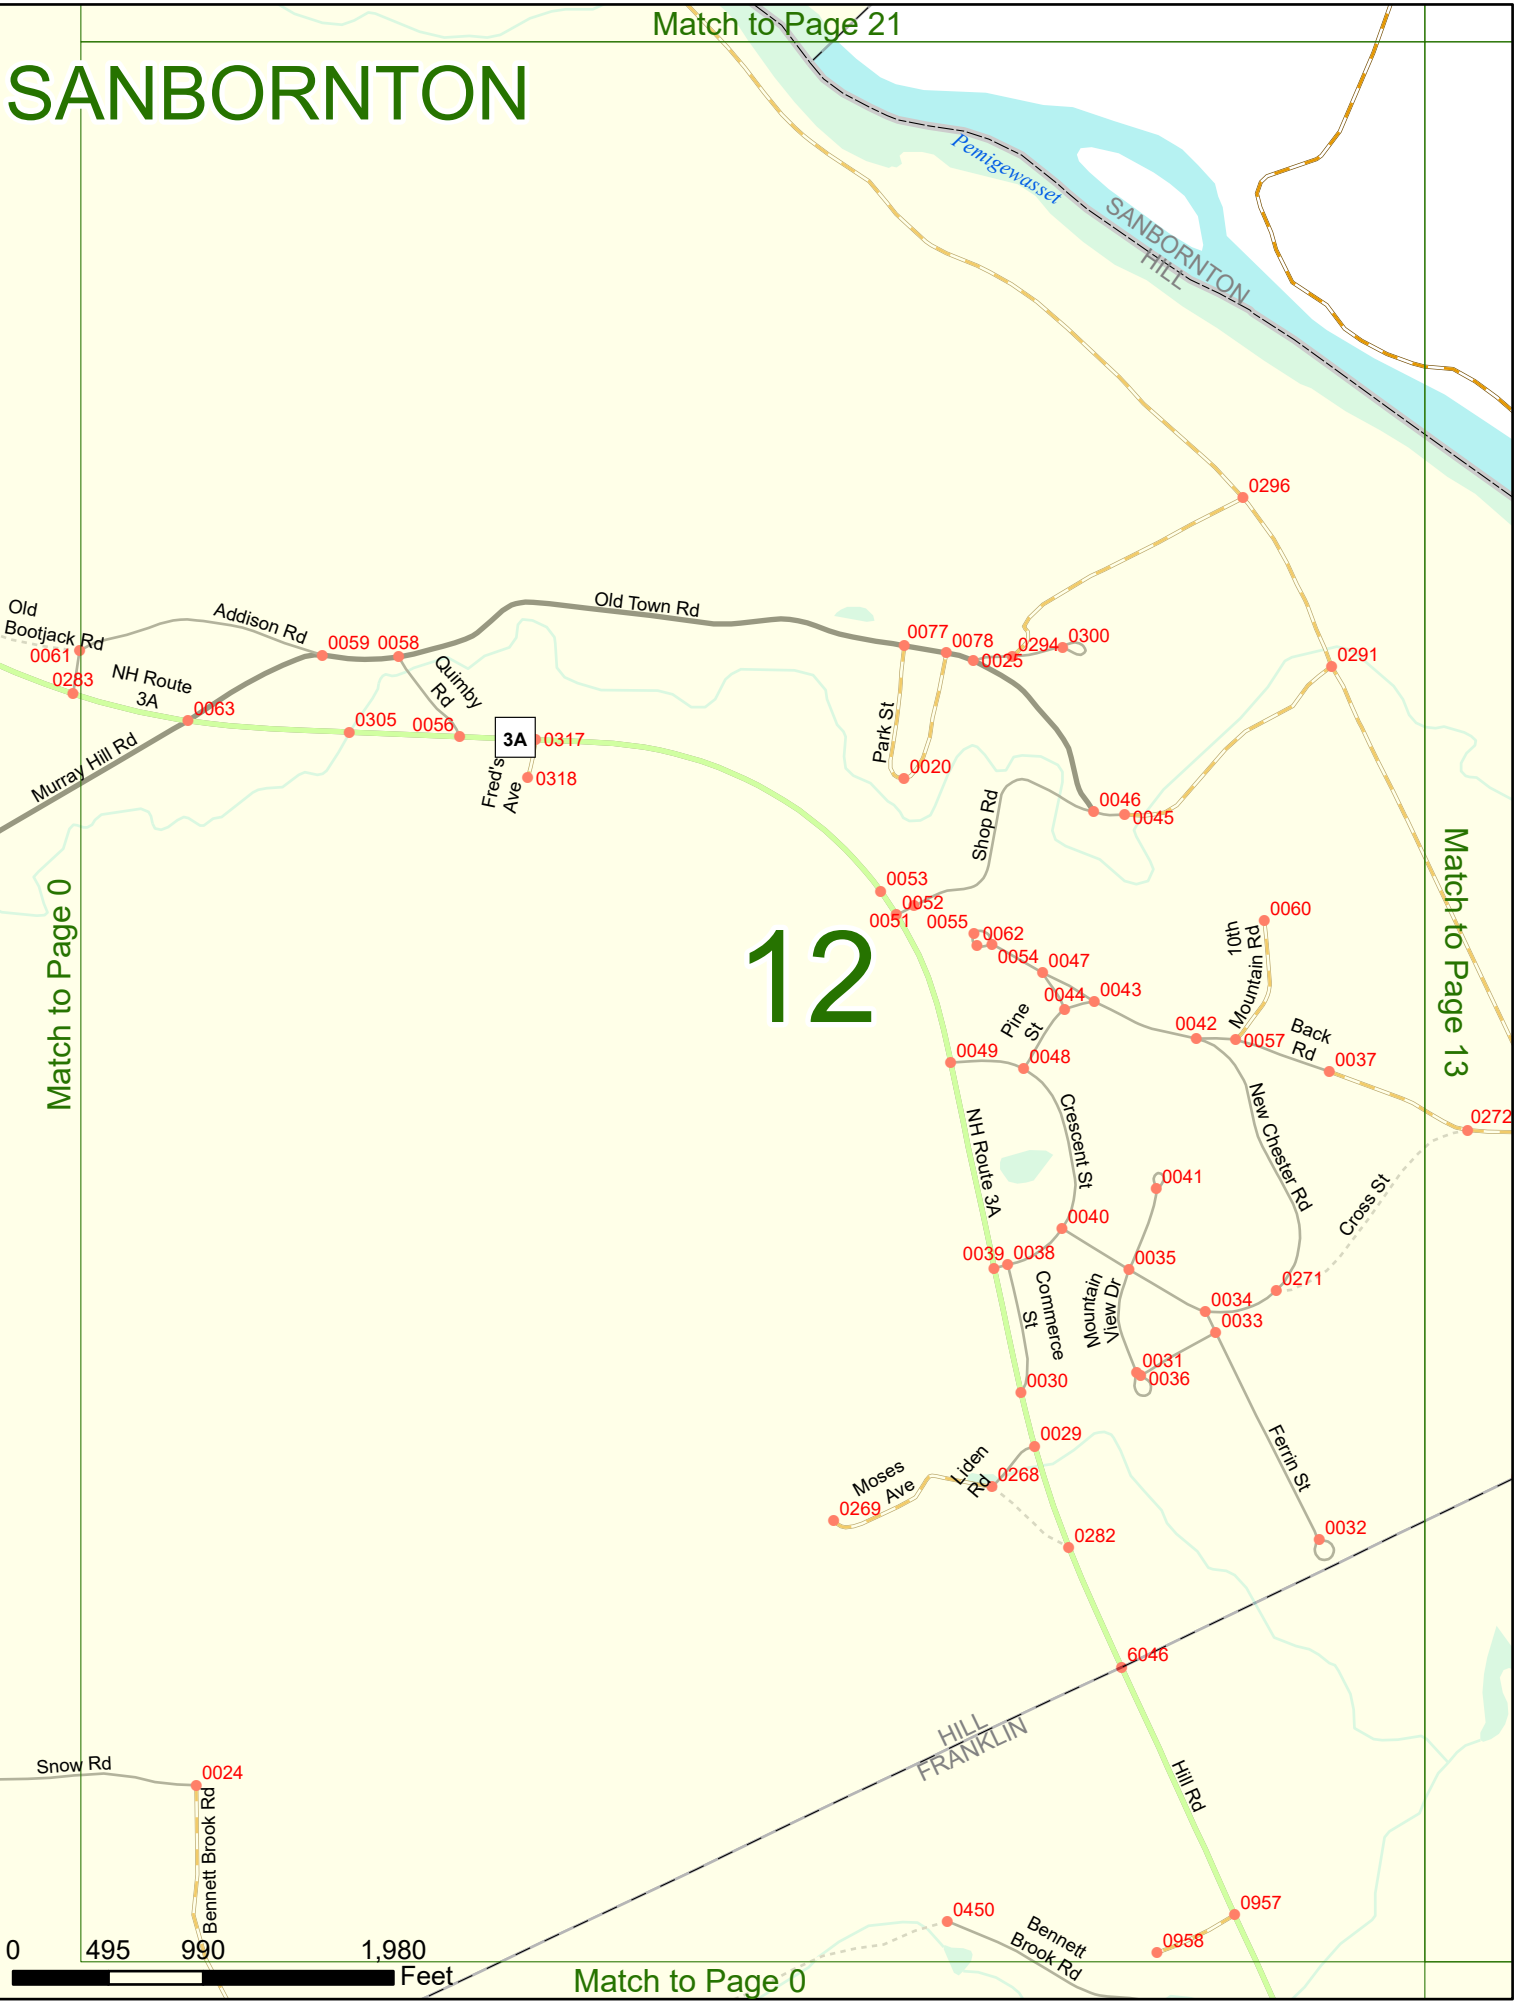 Match to Page 21
SANBORNTON
Pemigewasset
SANBORNTON
HILL
0296
Old
Bootjack Rd
Addison Rd
Old Town Rd
0061
0059
0058
0077
0078
0025
0294
0300
0291
0283
NH Route
3A
0063
Quimby
Rd
0305
0056
3A
0317
Fred's
Ave
0318
Murray Hill Rd
Park St
0020
Shop Rd
0046
0045
Match to Page 0
0053
0052
0051
0055
0062
0054
0047
0044
0043
12
10th
Mountain Rd
0060
Match to Page 13
Pine
St
0042
0057
Back
Rd
0037
0049
0048
0272
NH Route 3A
Crescent St
New Chester Rd
Cross St
0041
0040
0039
0038
0035
0271
Commerce
St
Mountain
View Dr
0034
0033
0031
0036
0030
0029
Ferrin St
Moses
Ave
Liden
Rd
0268
0269
0032
0282
6046
HILL
FRANKLIN
Hill Rd
Snow Rd
0024
Bennett Brook Rd
0450
0957
0958
Bennett
Brook Rd
0 495 990 1,980
Feet
Match to Page 0